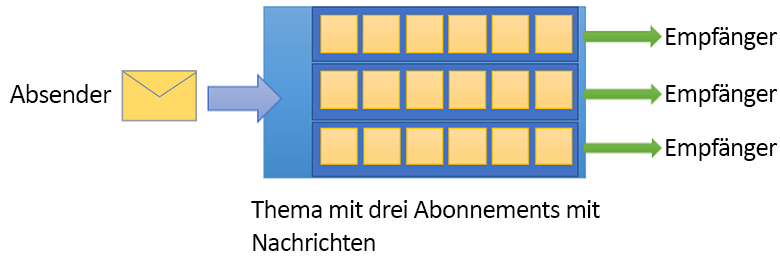 Absender
Empfänger
Empfänger
Empfänger
Thema mit drei Abonnements mit
Nachrichten